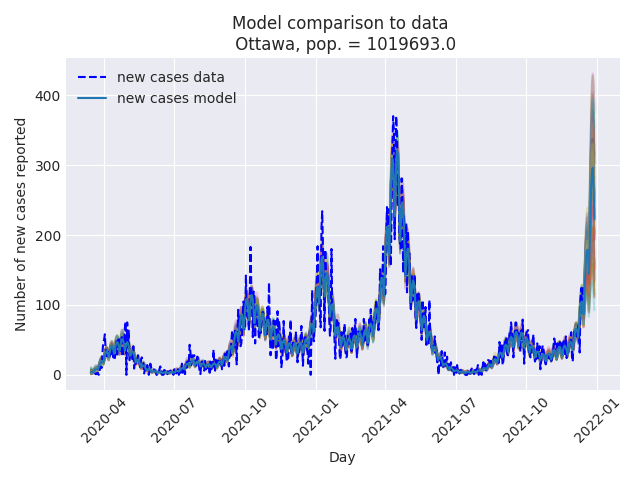 Model comparison to data
Ottawa, pop. = 1019693.0
new cases data
new cases model
Number of new cases reported
400
300
200
100
0
2020-04
2020-07
2020-10
2021-01
2021-04
2021-07
2021-10
2022-01
Day